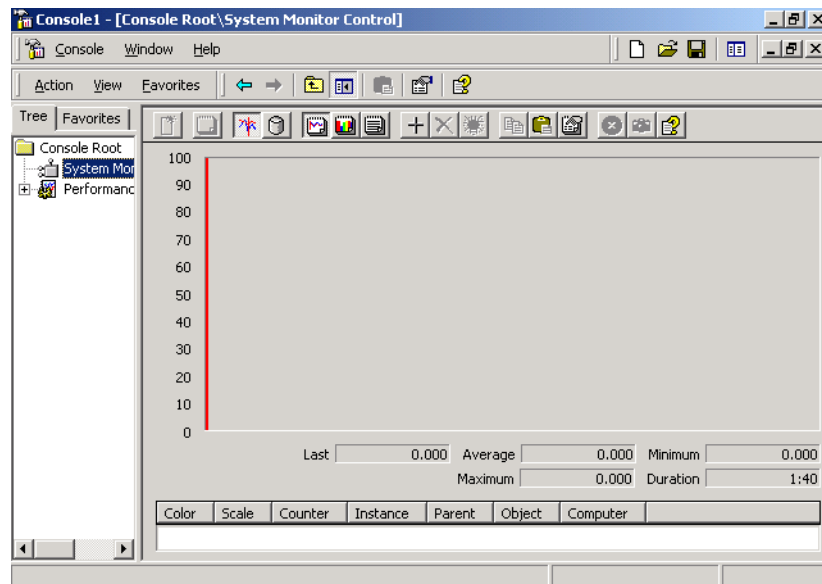 Console1 - [Console Root\System Monitor Control]
Console Window Help
Action View Favorites
Tree Favorites
Console Root
System Mor
Performanc
100
90
80
70
60
50
40
30
20
10
0
Last 0.000 Average 0.000 Minimum 0.000
Maximum 0.000 Duration 1:40
Color Scale Counter Instance Parent Object Computer